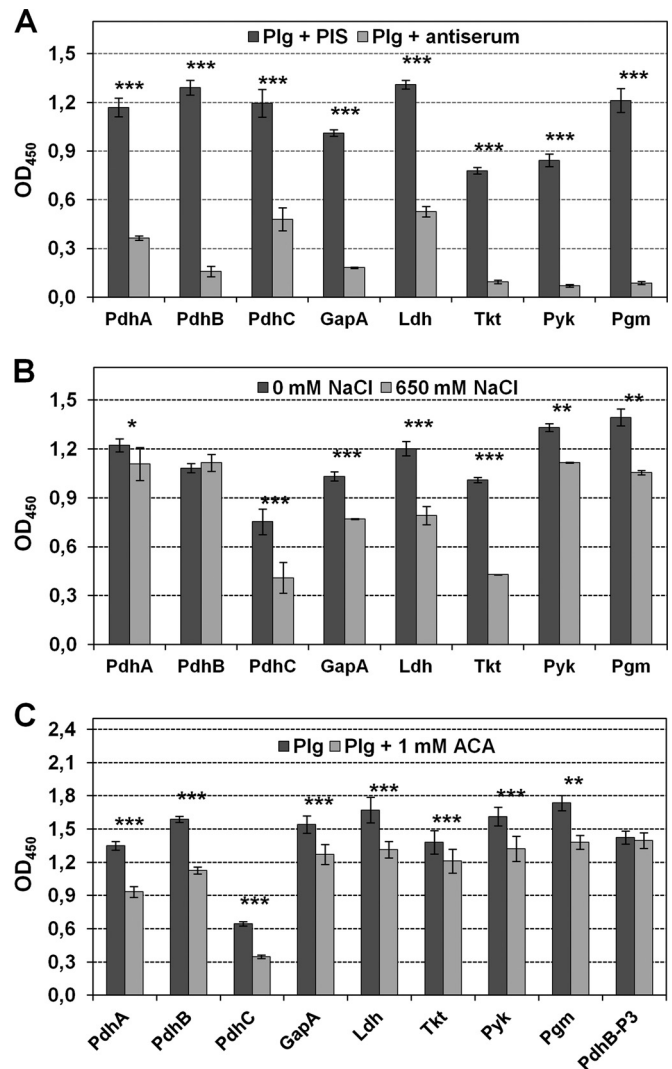 A
Plg + PIS Plg + antiserum
1,5
1,2
0,9
0,6
0,3
0,0
OD450
*** *** *** *** *** *** *** ***
PdhA PdhB PdhC GapA Ldh Tkt Pyk Pgm
B
0 mM NaCl 650 mM NaCl
1,5
1,2
0,9
0,6
0,3
0,0
OD450
* *** *** *** *** ** **
PdhA PdhB PdhC GapA Ldh Tkt Pyk Pgm
C
Plg Plg + 1 mM ACA
2,4
2,1
1,8
1,5
1,2
0,9
0,6
0,3
0,0
OD450
*** *** *** *** *** *** *** **
PdhA PdhB PdhC GapA Ldh Tkt Pyk Pgm PdhB-P3